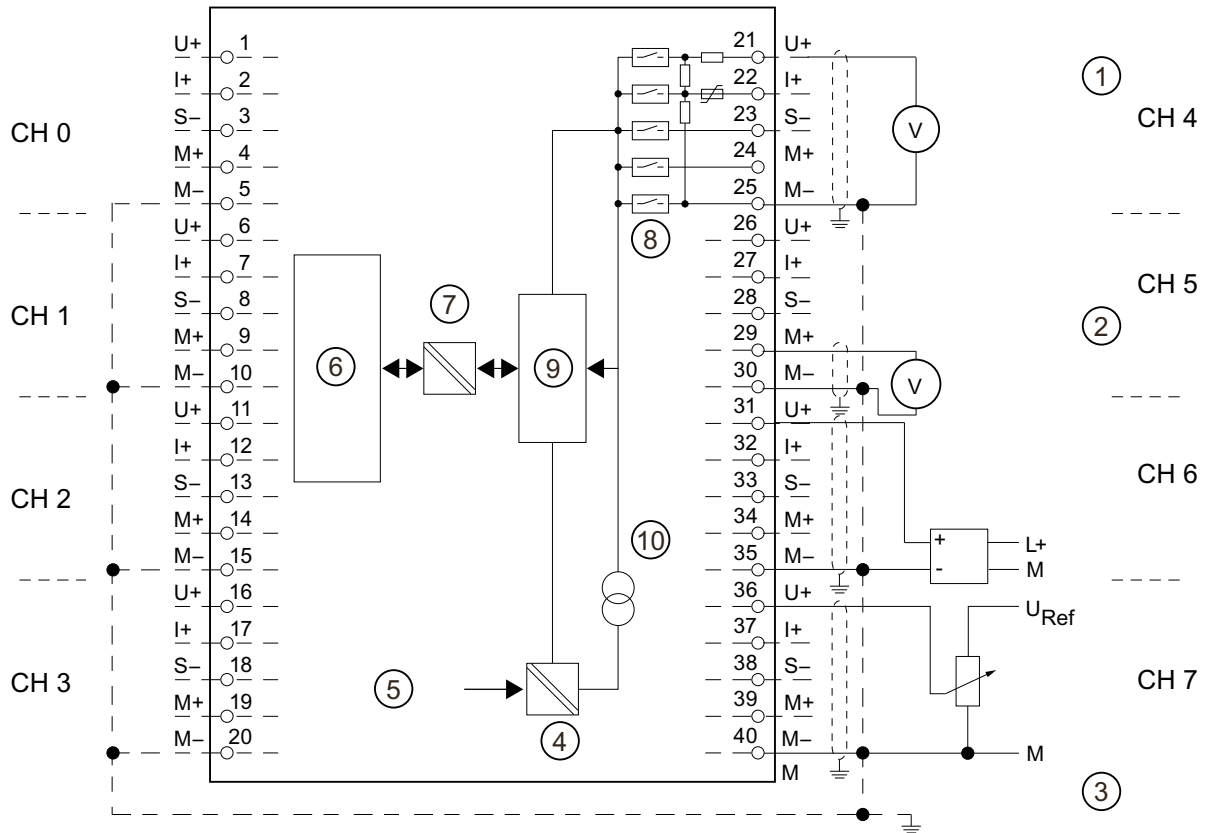 U+ 1
I+ 2
S– 3
M+ 4
M– 5
U+ 6
I+ 7
S– 8
M+ 9
M– 10
U+ 11
I+ 12
S– 13
M+ 14
M– 15
U+ 16
I+ 17
S– 18
M+ 19
M– 20
CH 0
CH 1
CH 2
CH 3
6
7
9
8
10
5
4
21 U+
22 I+
23 S–
24 M+
25 M–
26 U+
27 I+
28 S–
29 M+
30 M–
31 U+
32 I+
33 S–
34 M+
35 M–
36 U+
37 I+
38 S–
39 M+
40 M–
M
V
V
+
-
L+
M
URef
M
1
CH 4
CH 5
2
CH 6
CH 7
3